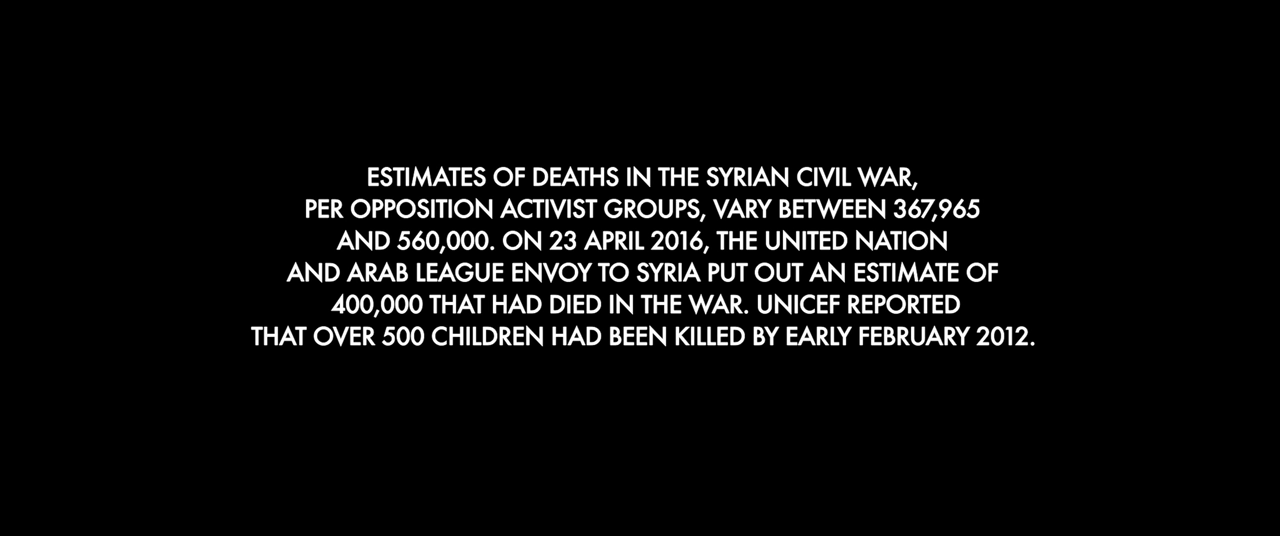 ESTIMATES OF DEATHS IN THE SYRIAN CIVIL WAR,
PER OPPOSITION ACTIVIST GROUPS, VARY BETWEEN 367,965
AND 560,000. ON 23 APRIL 2016, THE UNITED NATION
AND ARAB LEAGUE ENVOY TO SYRIA PUT OUT AN ESTIMATE OF
400,000 THAT HAD DIED IN THE WAR. UNICEF REPORTED
THAT OVER 500 CHILDREN HAD BEEN KILLED BY EARLY FEBRUARY 2012.